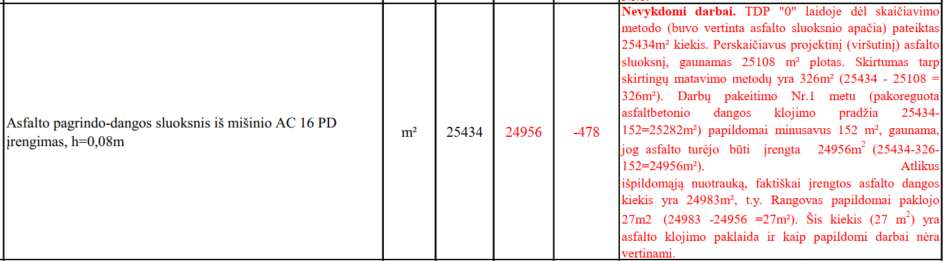 Nevykdomi darbai. TDP "0" laidoje dėl skaičiavimo
metodo (buvo vertinta asfalto sluoksnio apačia) pateiktas
25434m² kiekis. Perskaičiavus projektinį (viršutinį) asfalto
sluoksnį, gaunamas 25108 m² plotas. Skirtumas tarp
skirtingų matavimo metodų yra 326m² (25434 - 25108 =
326m²). Darbų pakeitimo Nr.1 metu (pakoreguota
asfaltbetonio dangos klojimo pradžia 25434-
152=25282m²) papildomai minusavus 152 m², gaunama,
jog asfalto turėjo būti įrengta 24956m² (25434-326-
152=24956m²). Atlikus
išpildomąją nuotrauką, faktiškai įrengtos asfalto dangos
kiekis yra 24983m², t.y. Rangovas papildomai paklojo
27m2 (24983 -24956 =27m²). Šis kiekis (27 m²) yra
asfalto klojimo paklaida ir kaip papildomi darbai nėra
vertinami.
Asfalto pagrindo-dangos sluoksnis iš mišinio AC 16 PD
įrengimas, h=0,08m
m²
25434
24956
-478